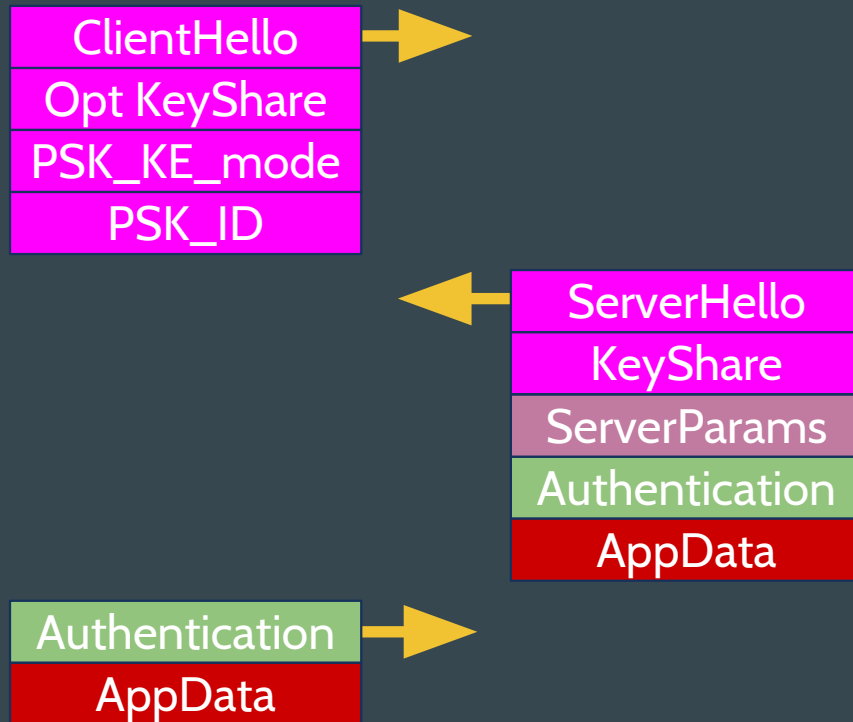 ClientHello
Opt KeyShare
PSK_KE_mode
PSK_ID
ServerHello
KeyShare
ServerParams
Authentication
AppData
Authentication
AppData